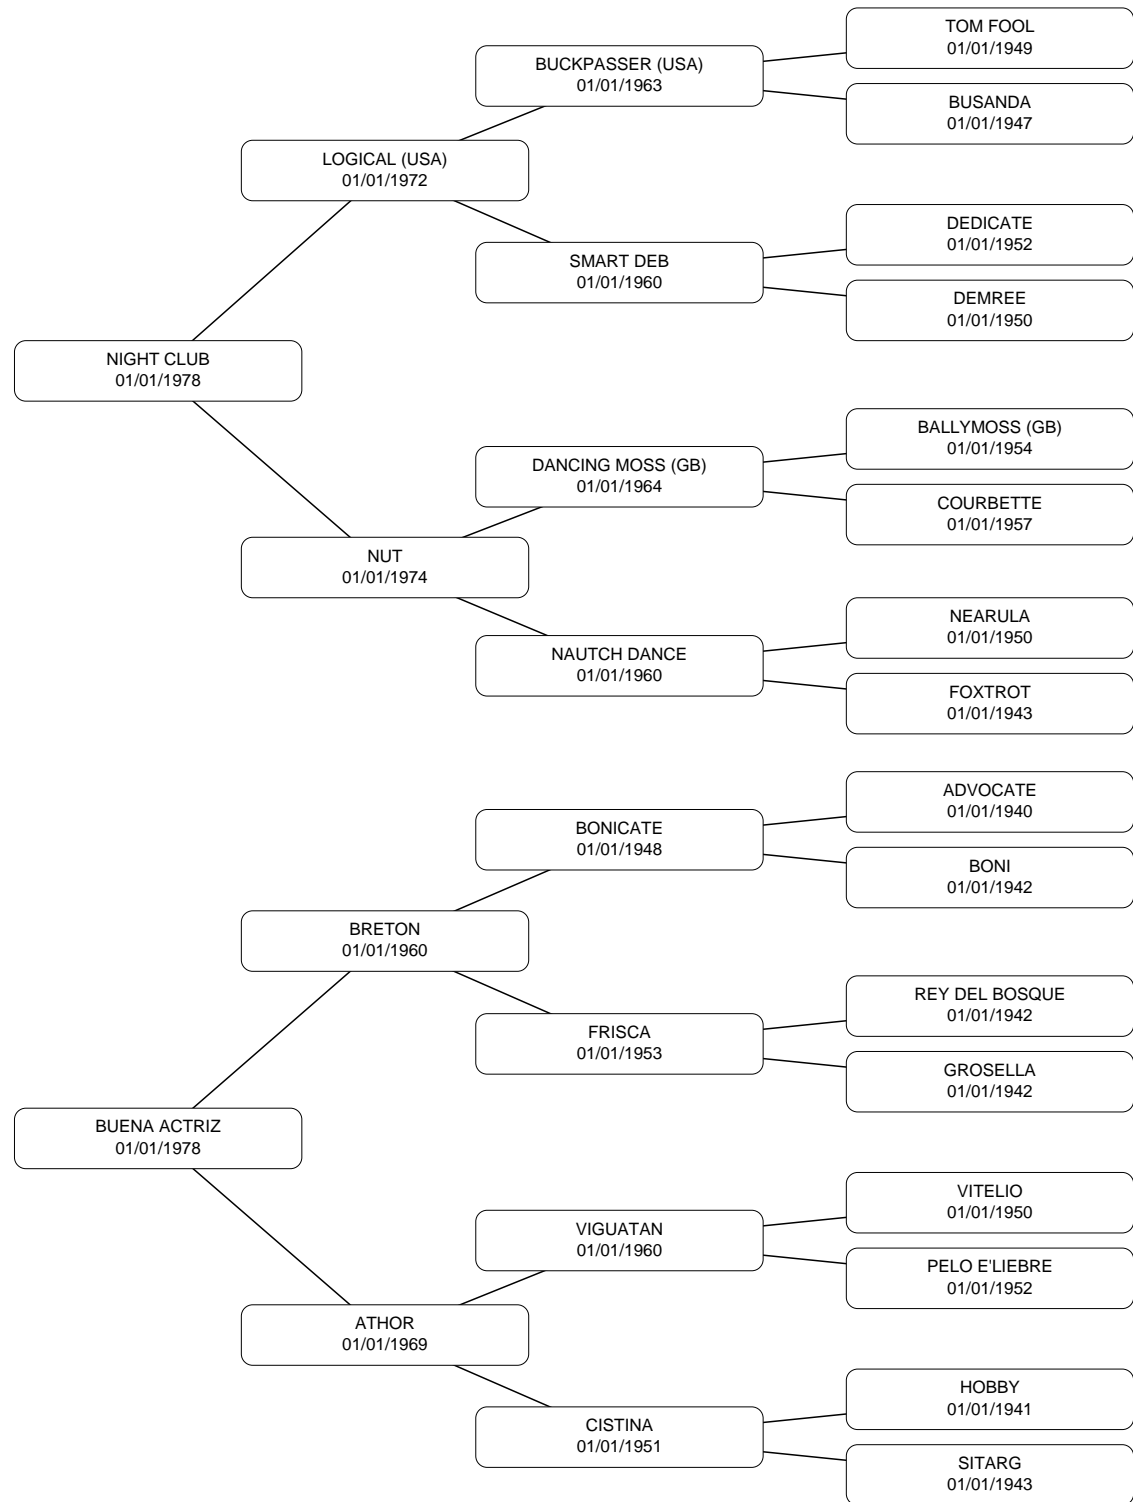 TOM FOOL
01/01/1949
BUCKPASSER (USA)
01/01/1963
BUSANDA
01/01/1947
LOGICAL (USA)
01/01/1972
DEDICATE
01/01/1952
SMART DEB
01/01/1960
DEMREE
01/01/1950
NIGHT CLUB
01/01/1978
BALLYMOSS (GB)
01/01/1954
DANCING MOSS (GB)
01/01/1964
COURBETTE
01/01/1957
NUT
01/01/1974
NEARULA
01/01/1950
NAUTCH DANCE
01/01/1960
FOXTROT
01/01/1943
ADVOCATE
01/01/1940
BONICATE
01/01/1948
BONI
01/01/1942
BRETON
01/01/1960
REY DEL BOSQUE
01/01/1942
FRISCA
01/01/1953
GROSELLA
01/01/1942
BUENA ACTRIZ
01/01/1978
VITELIO
01/01/1950
VIGUATAN
01/01/1960
PELO E'LIEBRE
01/01/1952
ATHOR
01/01/1969
HOBBY
01/01/1941
CISTINA
01/01/1951
SITARG
01/01/1943